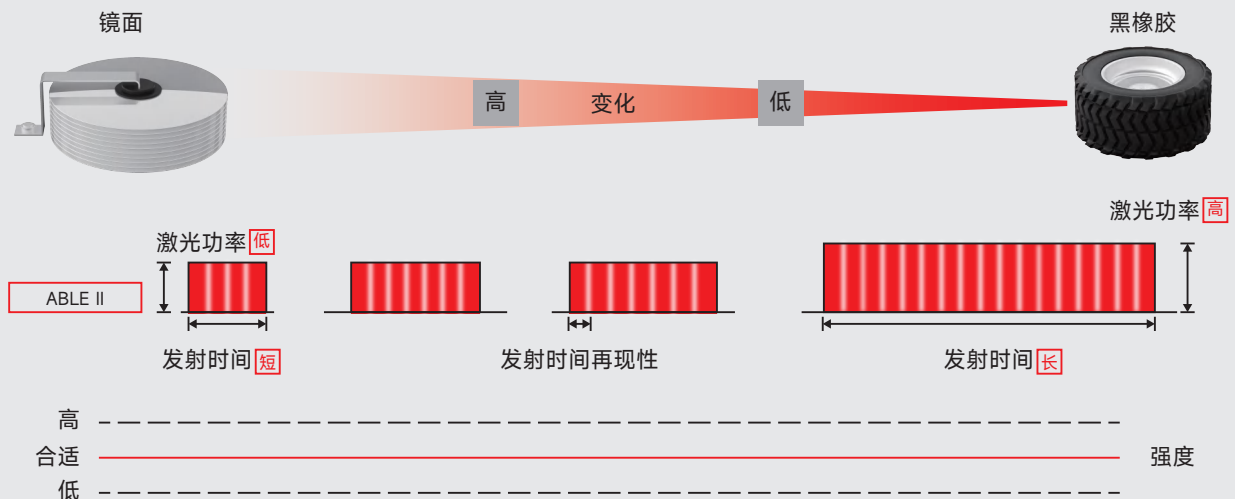 镜面
黑橡胶
高
变化
低
激光功率高
激光功率低
ABLE II
发射时间短
发射时间再现性
发射时间长
高
合适
强度
低